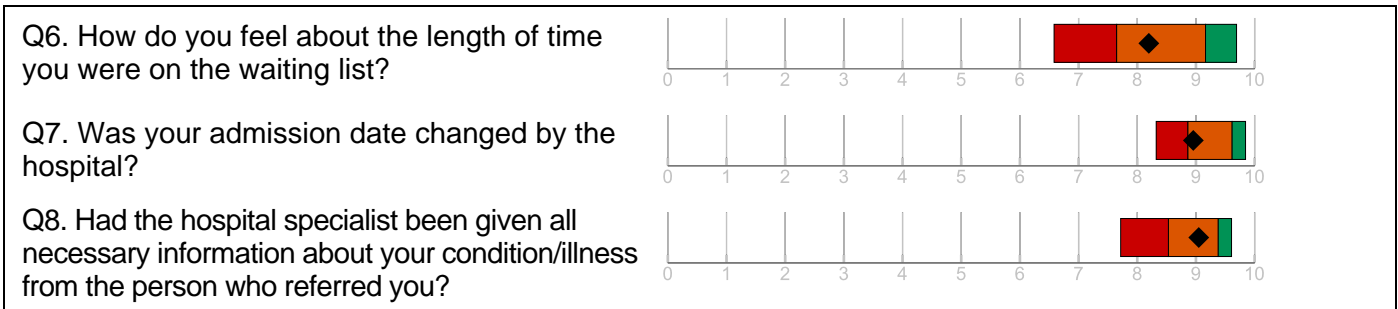 Q6. How do you feel about the length of time
you were on the waiting list?
0 1 2 3 4 5 6 7 8 9 10
Q7. Was your admission date changed by the
hospital?
0 1 2 3 4 5 6 7 8 9 10
Q8. Had the hospital specialist been given all
necessary information about your condition/illness
from the person who referred you?
0 1 2 3 4 5 6 7 8 9 10